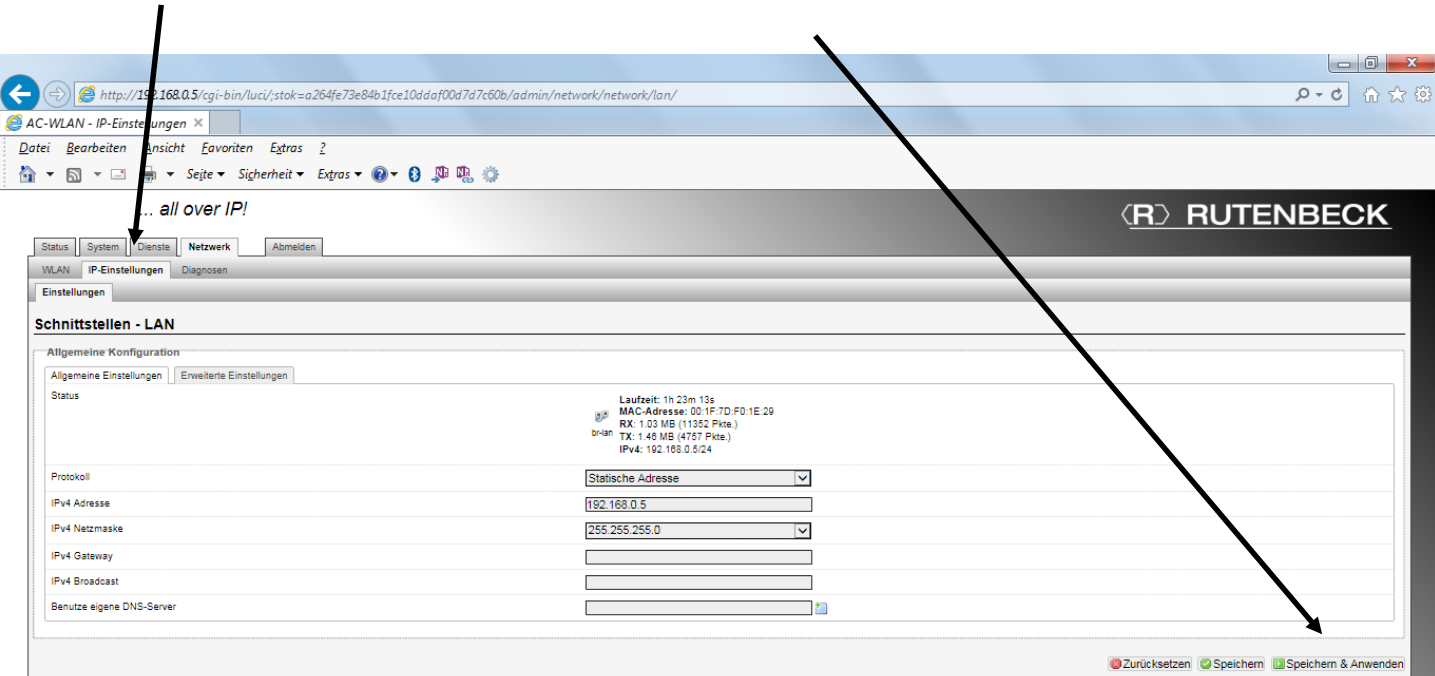 http://192.168.0.5/cgi-bin/luci/;stok=a264fe73e84b1fce10ddaf00d7d7c60b/admin/network/network/lan/
AC-WLAN - IP-Einstellungen
Datei Bearbeiten Ansicht Favoriten Extras ?
Seite Sicherheit Extras
... all over IP!
R RUTENBECK
Status System Dienste Netzwerk Abmelden
WLAN IP-Einstellungen Diagnosen
Einstellungen
Schnittstellen - LAN
Allgemeine Konfiguration
Allgemeine Einstellungen Erweiterte Einstellungen
Status
Laufzeit: 1h 23m 13s
MAC-Adresse: 00:1F:7D:F0:1E:29
RX: 1.03 MB (11352 Pkte.)
br-lan TX: 1.46 MB (4757 Pkte.)
IPv4: 192.168.0.5/24
Protokoll Statische Adresse
IPv4 Adresse 192.168.0.5
IPv4 Netzmaske 255.255.255.0
IPv4 Gateway
IPv4 Broadcast
Benutze eigene DNS-Server
Zurücksetzen Speichern Speichern & Anwenden